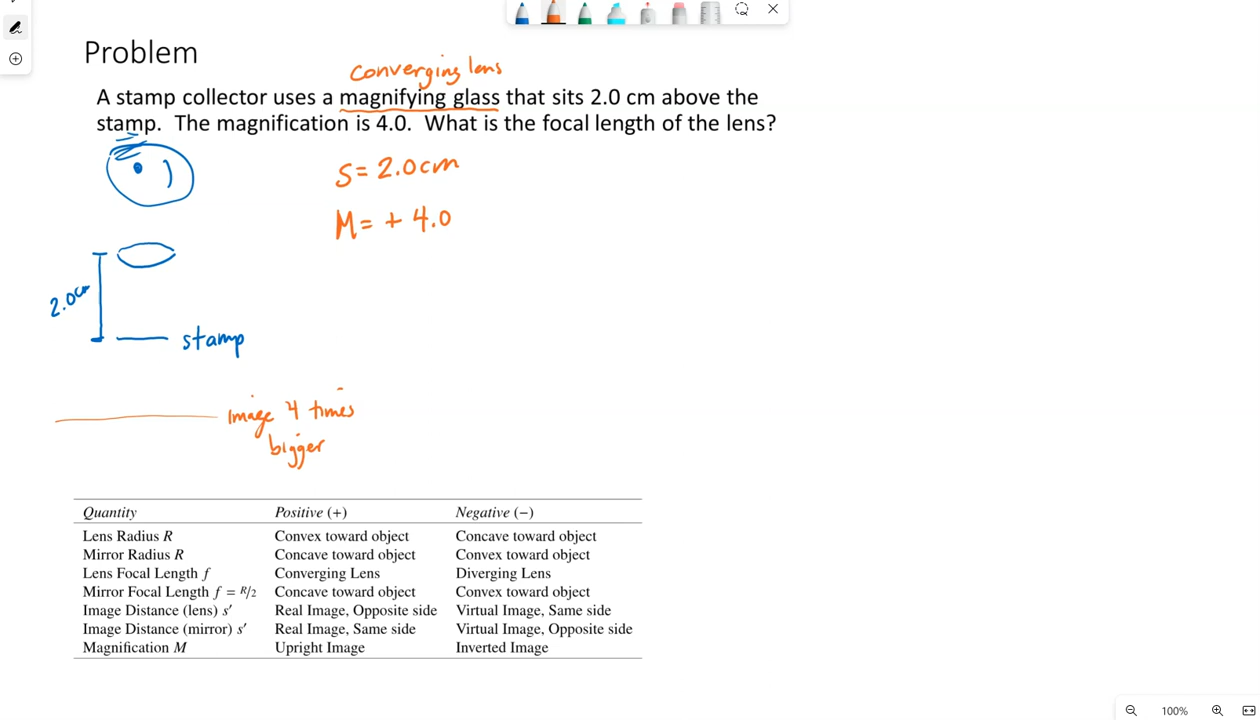 Problem
converging lens
A stamp collector uses a magnifying glass that sits 2.0 cm above the
stamp. The magnification is 4.0. What is the focal length of the lens?
S = 2.0 cm
M = + 4.0
2.0cm
stamp
image 4 times
bigger
Quantity Positive (+) Negative (−)
Lens Radius R Convex toward object Concave toward object
Mirror Radius R Concave toward object Convex toward object
Lens Focal Length f Converging Lens Diverging Lens
Mirror Focal Length f = R/2 Concave toward object Convex toward object
Image Distance (lens) s′ Real Image, Opposite side Virtual Image, Same side
Image Distance (mirror) s′ Real Image, Same side Virtual Image, Opposite side
Magnification M Upright Image Inverted Image
100%